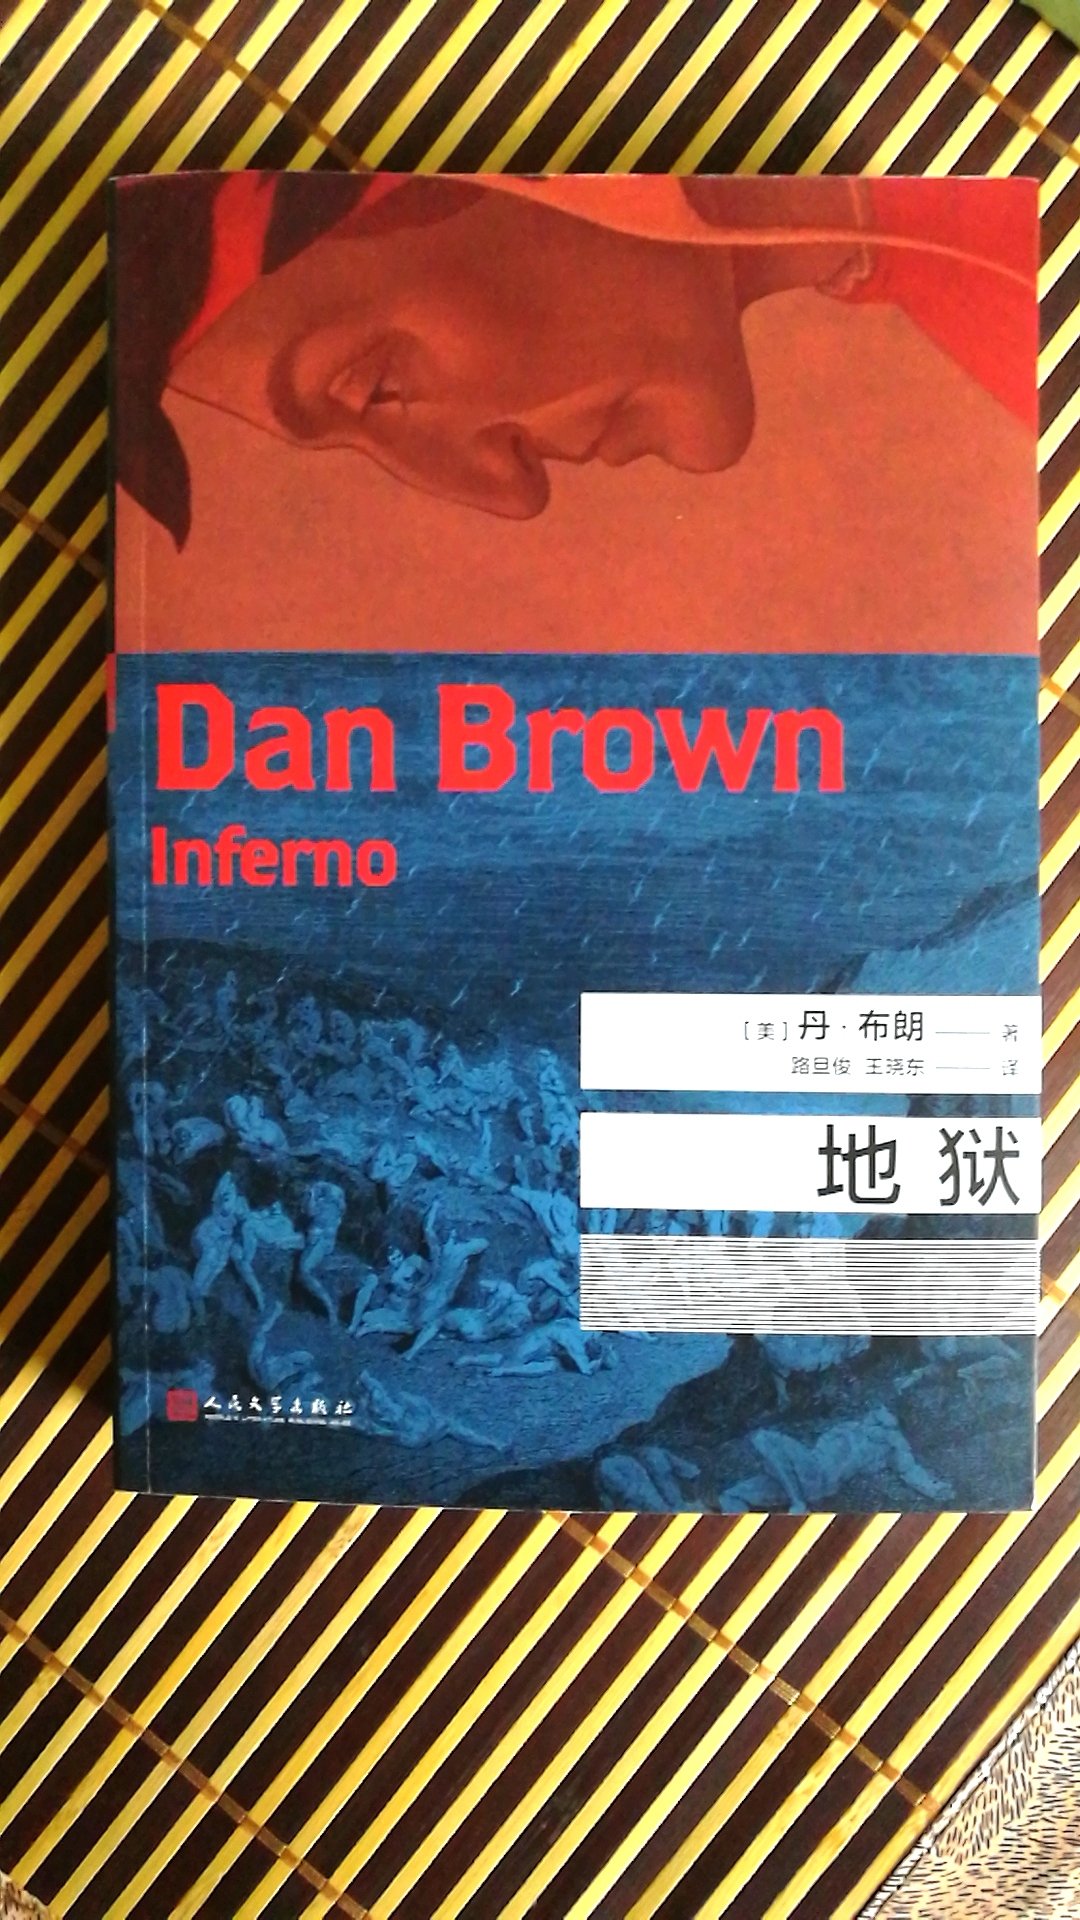 Dan Brown
Inferno
[美] 丹·布朗 —— 著
路旦俊 王晓东 —— 译
地狱
人民文学出版社